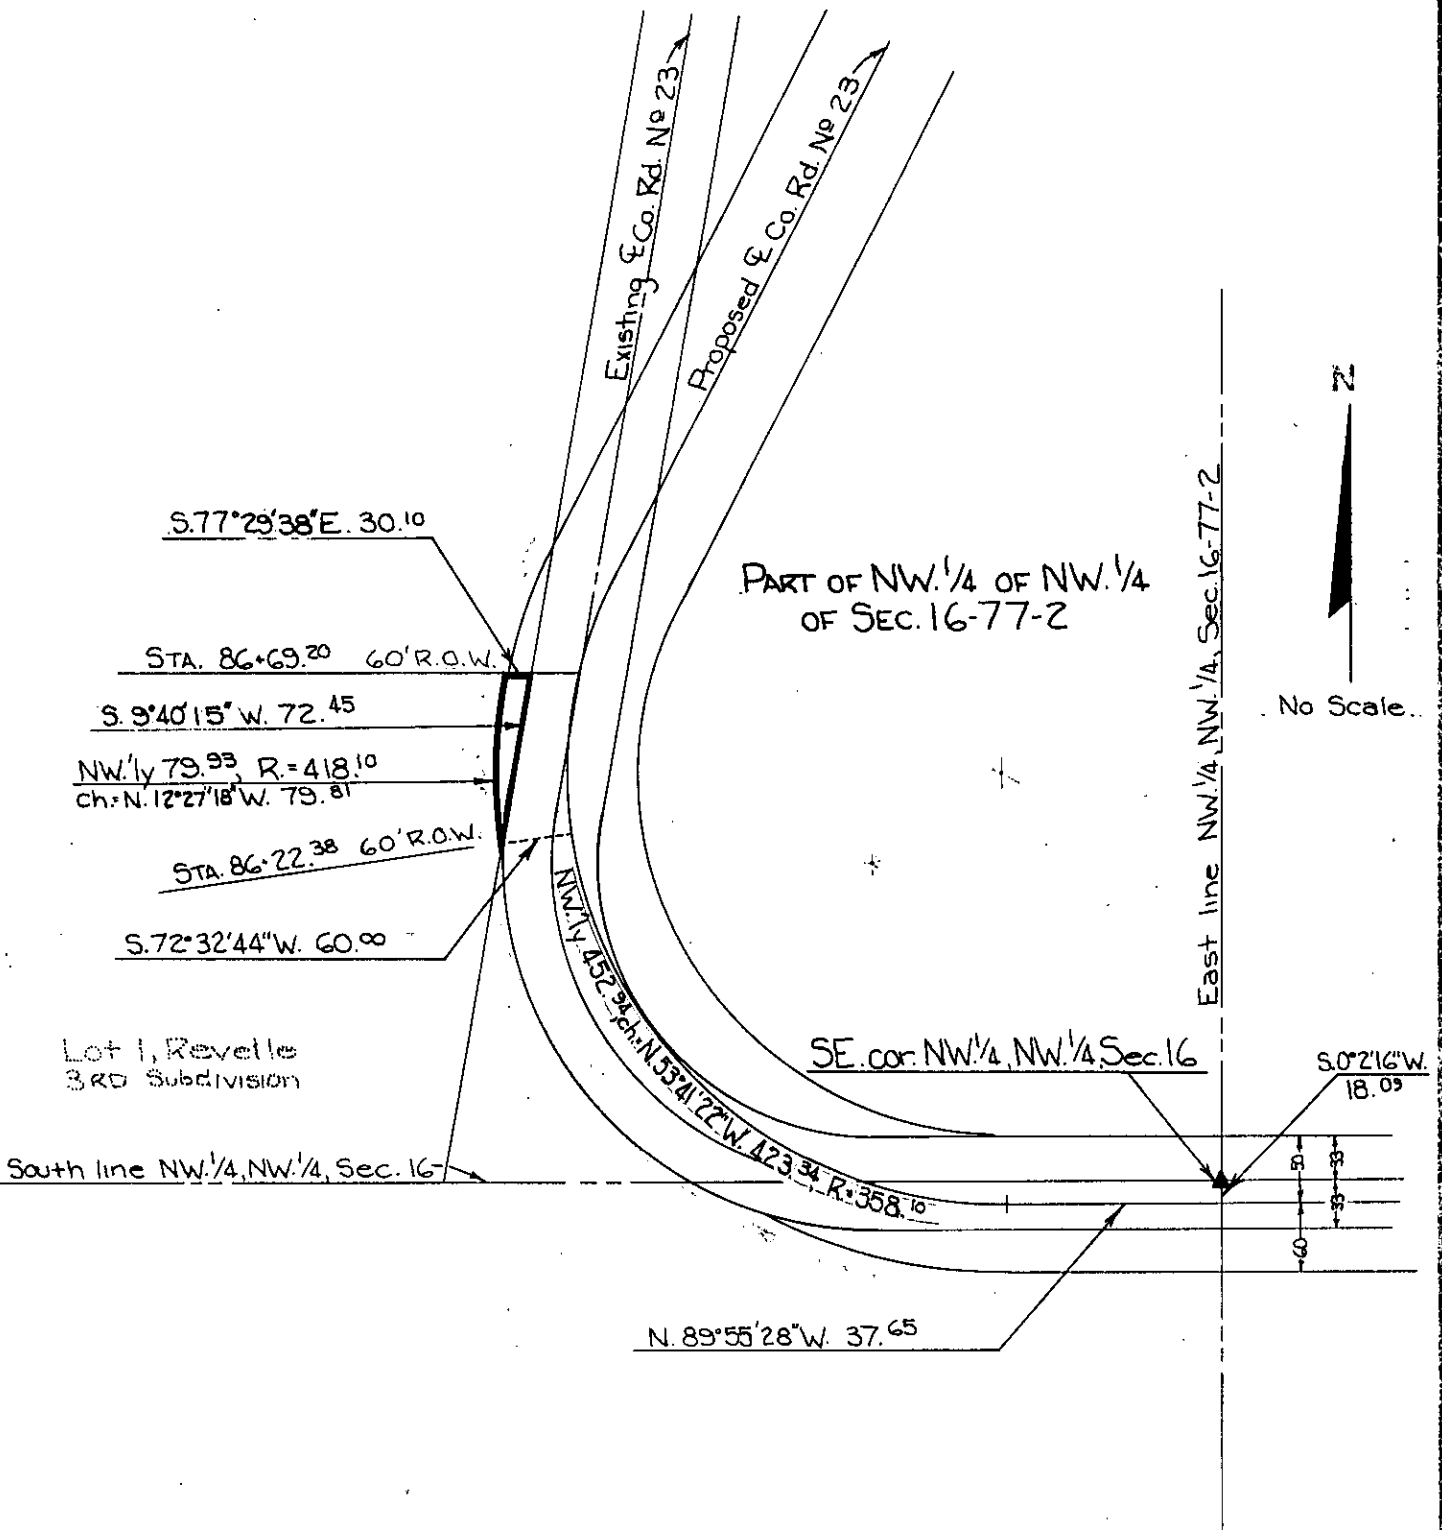 Existing ℄ Co. Rd. Nº 23
Proposed ℄ Co. Rd. Nº 23
N
S.77°29'38"E. 30.10
PART OF NW.1/4 OF NW.1/4
OF SEC.16-77-2
East line NW.1/4, NW.1/4, Sec.16-77-2
STA. 86+69.20 60' R.O.W.
No Scale.
S. 9°40'15" W. 72.45
NW.'ly 79.93, R.=418.10
ch.=N.12°27'18"W. 79.81
STA. 86+22.38 60' R.O.W.
S.72°32'44"W. 60.00
NW.'ly 452.94, ch.=N.53°41'22"W. 423.34, R=358.10
Lot 1, Revelle
3RD Subdivision
SE. cor. NW.1/4, NW.1/4, Sec.16
S.0°2'16"W.
18.09
South line NW.1/4, NW.1/4, Sec. 16-
33
33
60
N. 89°55'28"W. 37.65